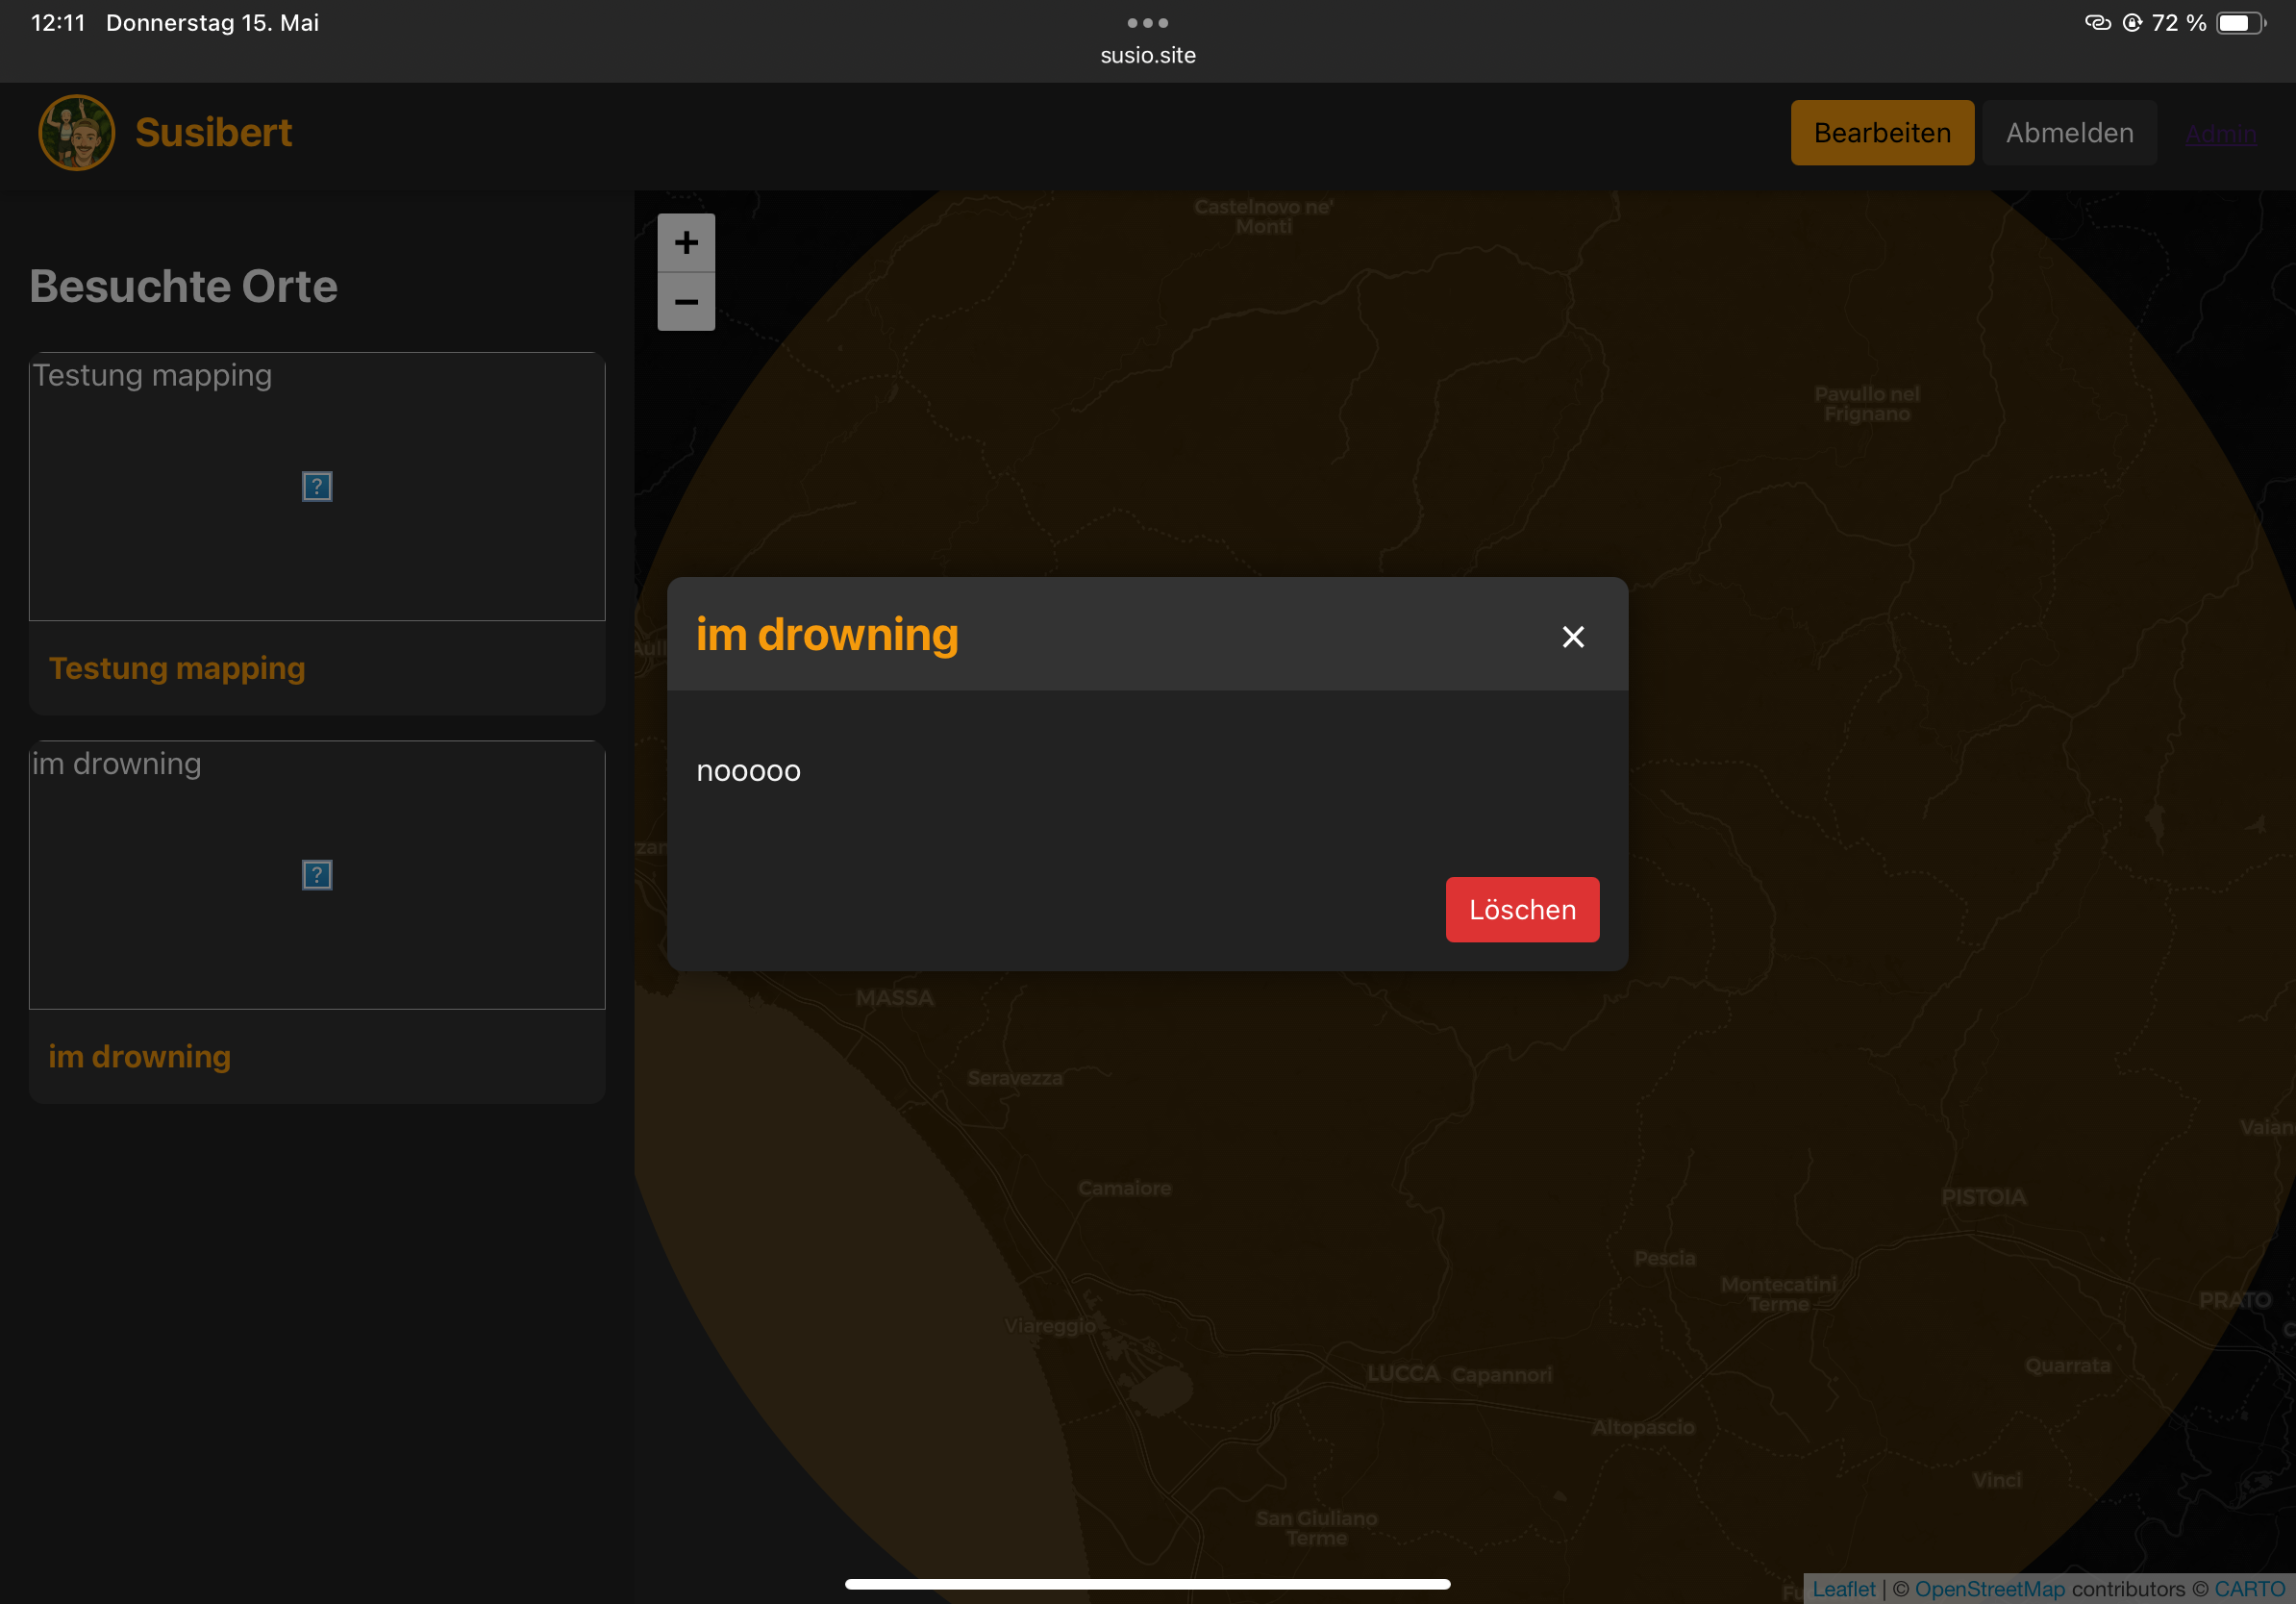 12:11 Donnerstag 15. Mai
72 %
susio.site
Susibert
Bearbeiten
Abmelden
Admin
Besuchte Orte
Testung mapping
?
Testung mapping
im drowning
?
im drowning
+
−
Castelnovo ne'
Monti
Pavullo nel
Frignano
im drowning
×
nooooo
Löschen
MASSA
Seravezza
Camaiore
Viareggio
LUCCA
Capannori
Pescia
Montecatini
Terme
PISTOIA
PRATO
Quarrata
Altopascio
Vinci
San Giuliano
Terme
Leaflet | © OpenStreetMap contributors © CARTO